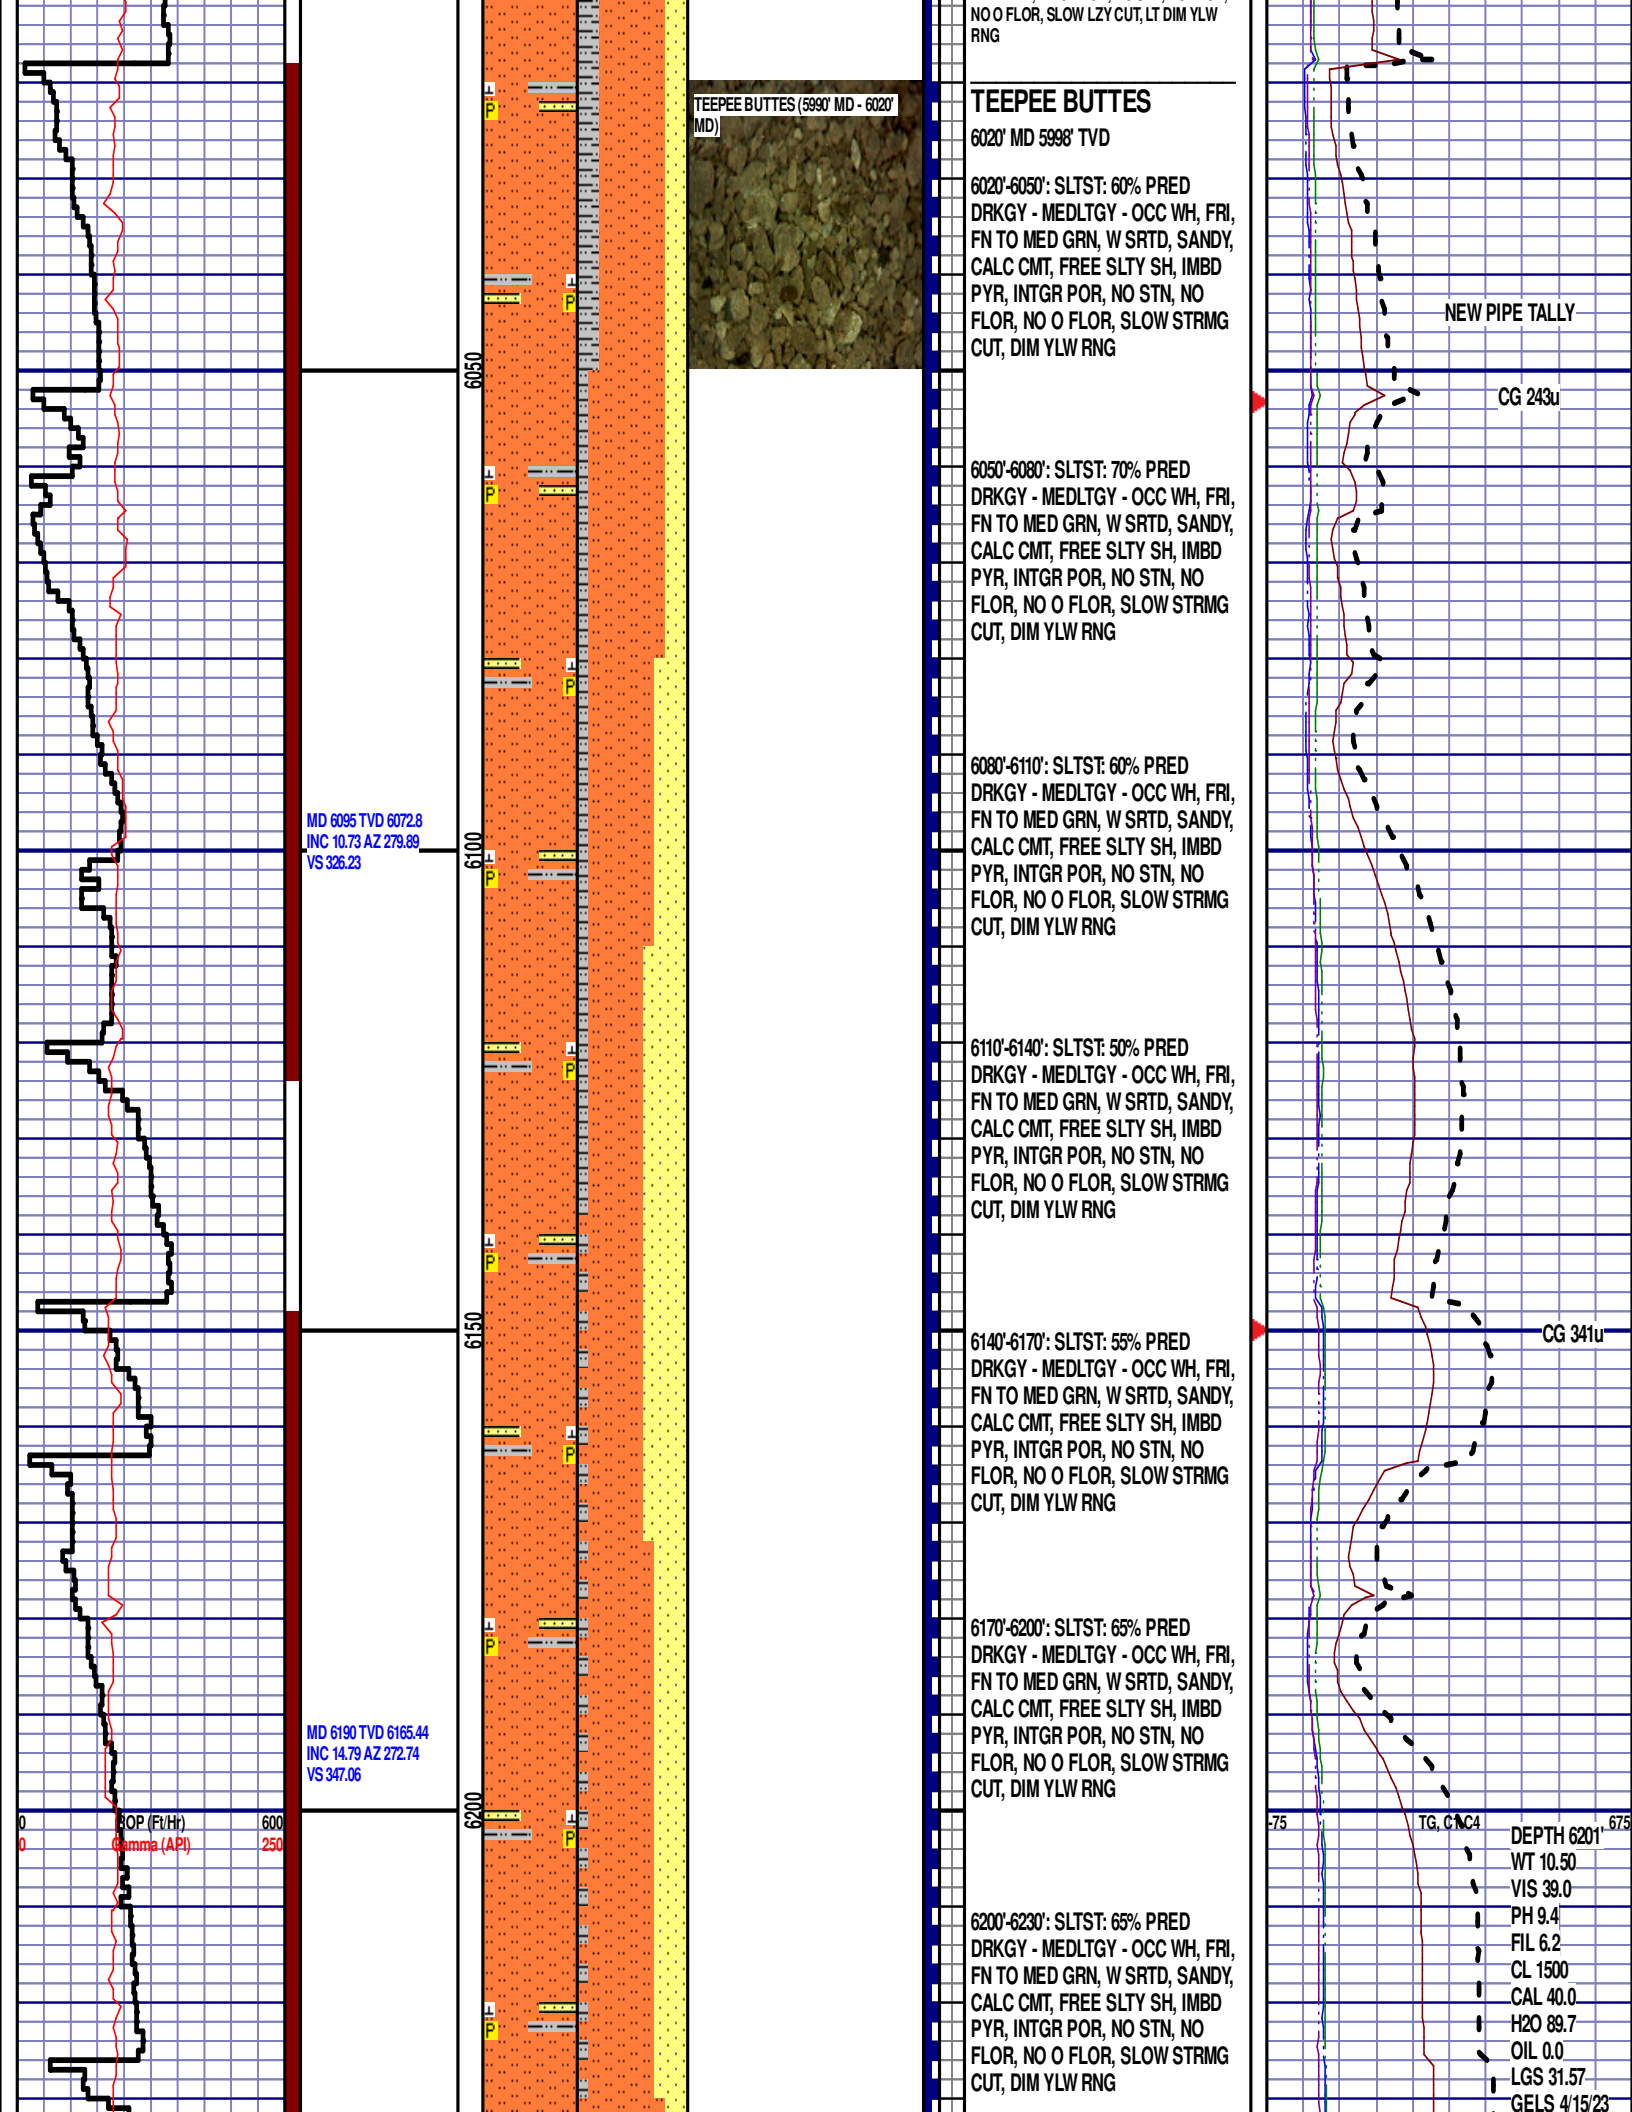 NO O FLOR, SLOW LZY CUT, LT DIM YLW
RNG
TEEPEE BUTTES (5990' MD - 6020'
MD)
TEEPEE BUTTES
6020' MD 5998' TVD
6020'-6050': SLTST: 60% PRED
DRKGY - MEDLTGY - OCC WH, FRI,
FN TO MED GRN, W SRTD, SANDY,
CALC CMT, FREE SLTY SH, IMBD
PYR, INTGR POR, NO STN, NO
FLOR, NO O FLOR, SLOW STRMG
CUT, DIM YLW RNG
NEW PIPE TALLY
6050
CG 243u
6050'-6080': SLTST: 70% PRED
DRKGY - MEDLTGY - OCC WH, FRI,
FN TO MED GRN, W SRTD, SANDY,
CALC CMT, FREE SLTY SH, IMBD
PYR, INTGR POR, NO STN, NO
FLOR, NO O FLOR, SLOW STRMG
CUT, DIM YLW RNG
6080'-6110': SLTST: 60% PRED
DRKGY - MEDLTGY - OCC WH, FRI,
FN TO MED GRN, W SRTD, SANDY,
CALC CMT, FREE SLTY SH, IMBD
PYR, INTGR POR, NO STN, NO
FLOR, NO O FLOR, SLOW STRMG
CUT, DIM YLW RNG
MD 6095 TVD 6072.8
INC 10.73 AZ 279.89
VS 326.23
6100
6110'-6140': SLTST: 50% PRED
DRKGY - MEDLTGY - OCC WH, FRI,
FN TO MED GRN, W SRTD, SANDY,
CALC CMT, FREE SLTY SH, IMBD
PYR, INTGR POR, NO STN, NO
FLOR, NO O FLOR, SLOW STRMG
CUT, DIM YLW RNG
6150
CG 341u
6140'-6170': SLTST: 55% PRED
DRKGY - MEDLTGY - OCC WH, FRI,
FN TO MED GRN, W SRTD, SANDY,
CALC CMT, FREE SLTY SH, IMBD
PYR, INTGR POR, NO STN, NO
FLOR, NO O FLOR, SLOW STRMG
CUT, DIM YLW RNG
6170'-6200': SLTST: 65% PRED
DRKGY - MEDLTGY - OCC WH, FRI,
FN TO MED GRN, W SRTD, SANDY,
CALC CMT, FREE SLTY SH, IMBD
PYR, INTGR POR, NO STN, NO
FLOR, NO O FLOR, SLOW STRMG
CUT, DIM YLW RNG
MD 6190 TVD 6165.44
INC 14.79 AZ 272.74
VS 347.06
6200
0 ROP (Ft/Hr) 600
0 Gamma (API) 250
-75 TG, C1-C4 675
DEPTH 6201'
WT 10.50
VIS 39.0
PH 9.4
FIL 6.2
CL 1500
CAL 40.0
H2O 89.7
OIL 0.0
LGS 31.57
GELS 4/15/23
6200'-6230': SLTST: 65% PRED
DRKGY - MEDLTGY - OCC WH, FRI,
FN TO MED GRN, W SRTD, SANDY,
CALC CMT, FREE SLTY SH, IMBD
PYR, INTGR POR, NO STN, NO
FLOR, NO O FLOR, SLOW STRMG
CUT, DIM YLW RNG
P
P
P
P
P
P
P
P
P
P
P